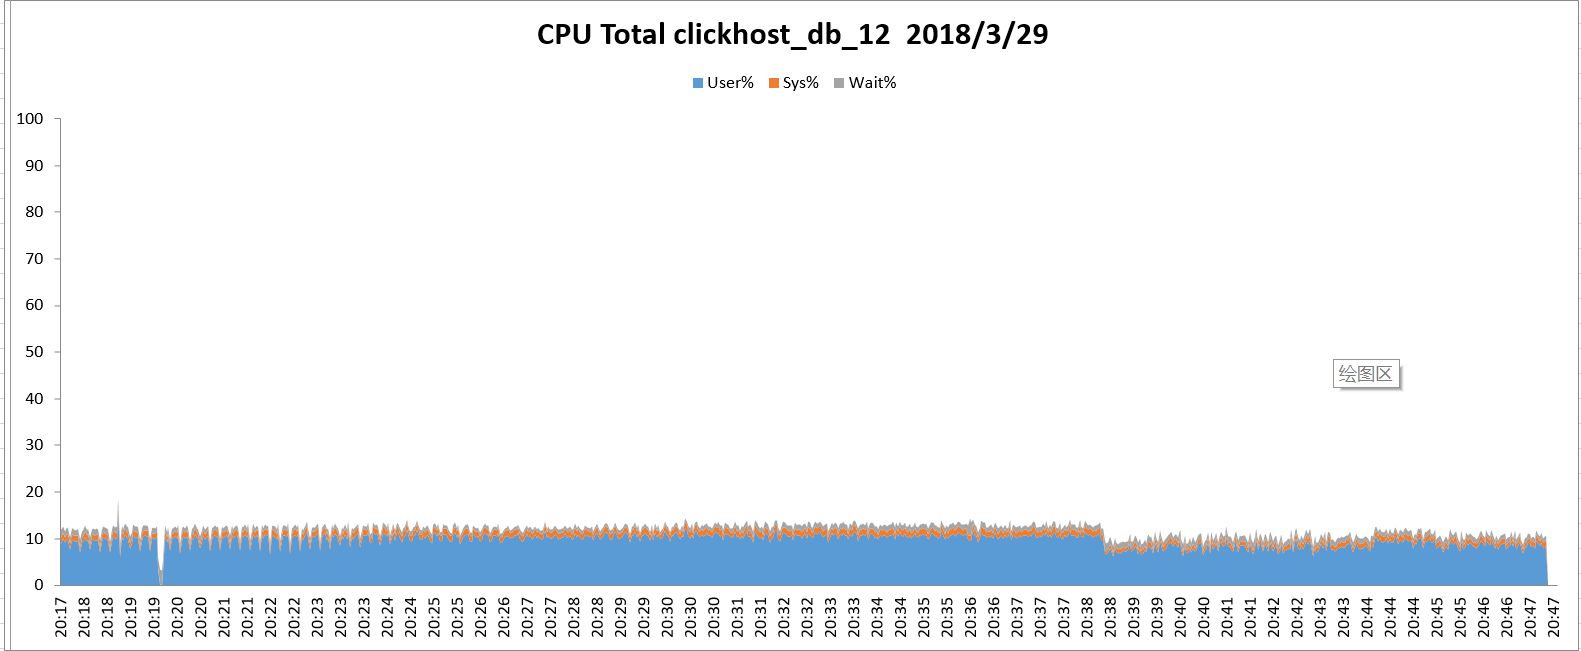 CPU Total clickhost_db_12 2018/3/29
User% Sys% Wait%
100
90
80
70
60
50
40
30
20
10
0
绘图区
20:17 20:18 20:18 20:19 20:19 20:20 20:20 20:21 20:21 20:22 20:22 20:23 20:23 20:23 20:24 20:24 20:25 20:25 20:26 20:26 20:27 20:27 20:28 20:28 20:29 20:29 20:30 20:30 20:30 20:31 20:31 20:32 20:32 20:33 20:33 20:34 20:34 20:35 20:35 20:36 20:36 20:37 20:37 20:37 20:38 20:38 20:39 20:39 20:40 20:40 20:41 20:41 20:42 20:42 20:43 20:43 20:44 20:44 20:44 20:45 20:45 20:46 20:46 20:47 20:47